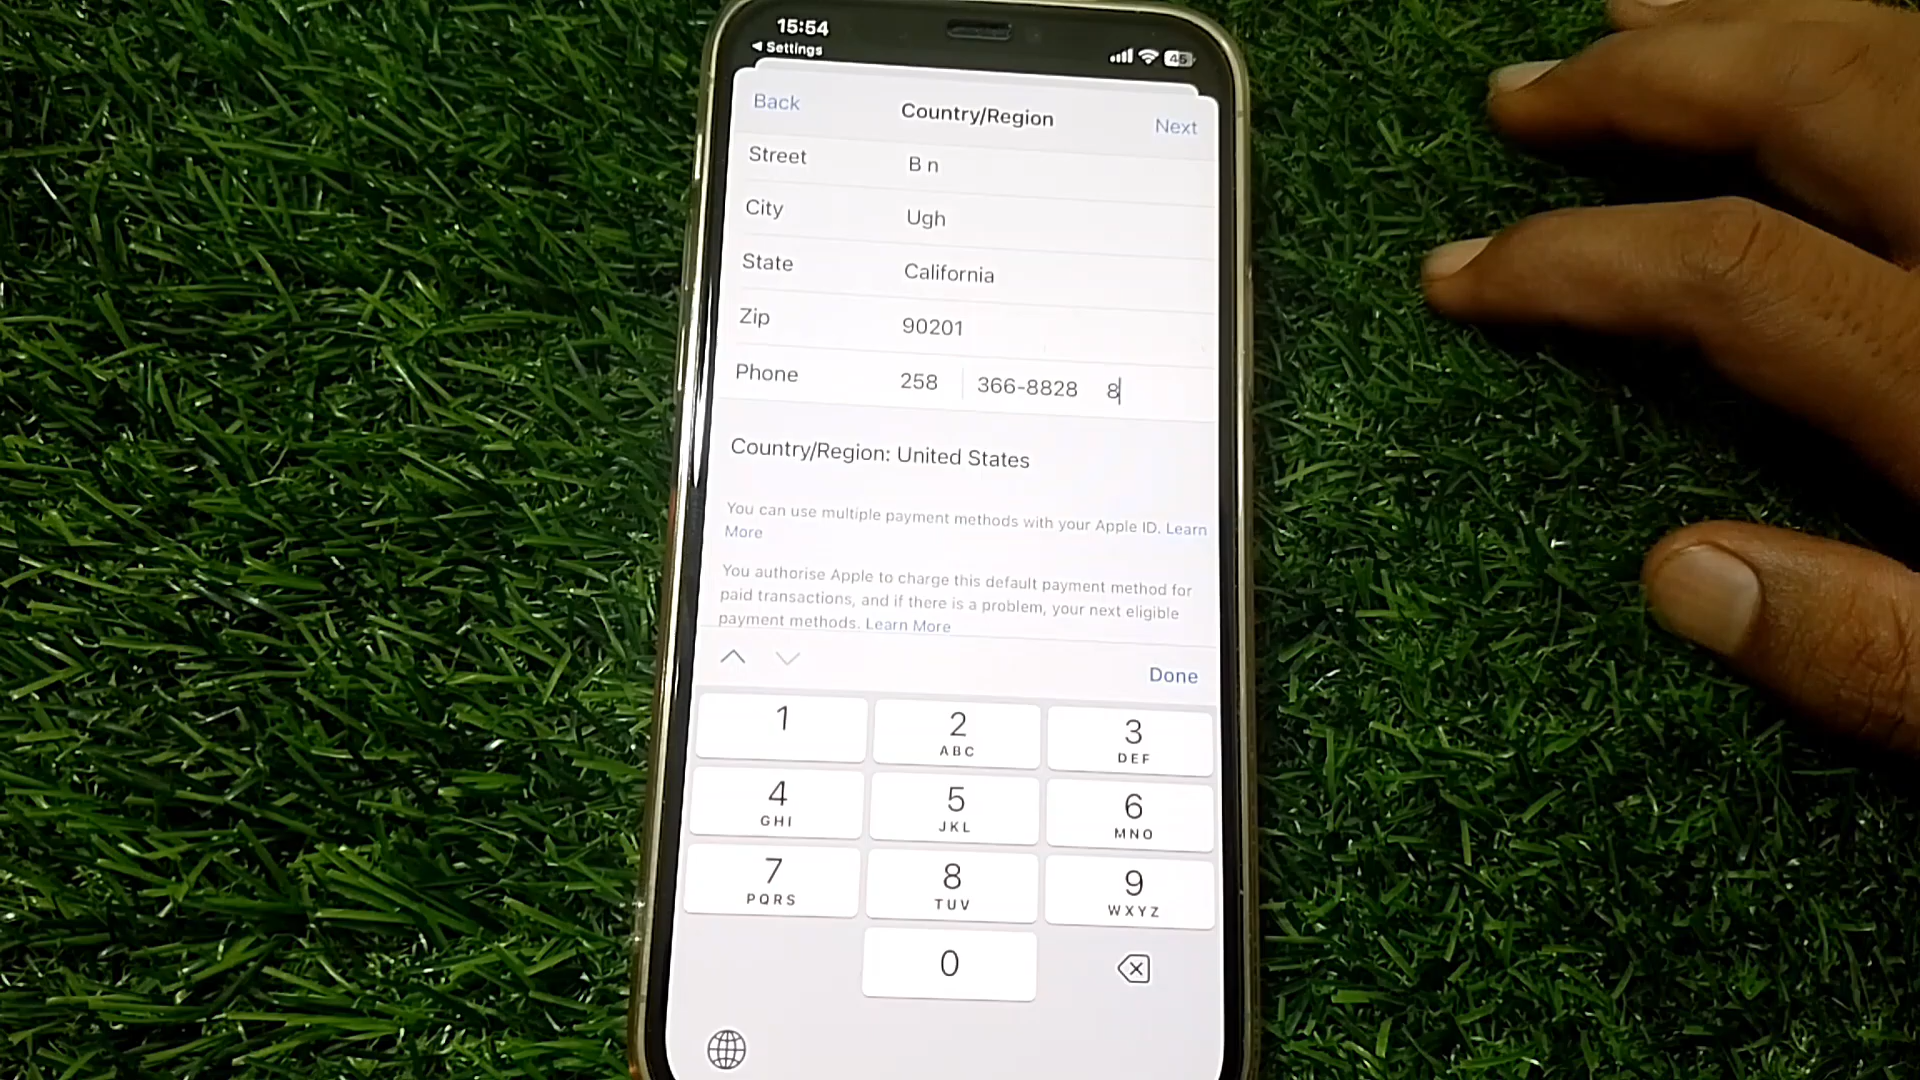 15:54
◀ Settings
45
Back
Country/Region
Next
Street B n
City Ugh
State California
Zip 90201
Phone 258 366-8828 8
Country/Region: United States
You can use multiple payment methods with your Apple ID. Learn
More
You authorise Apple to charge this default payment method for
paid transactions, and if there is a problem, your next eligible
payment methods. Learn More
Done
1
2
ABC
3
DEF
4
GHI
5
JKL
6
MNO
7
PQRS
8
TUV
9
WXYZ
0